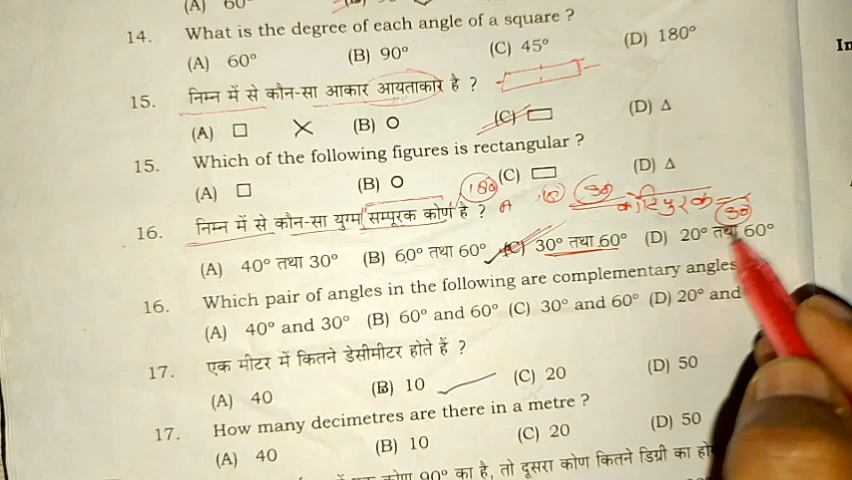 (A) 60°
14. What is the degree of each angle of a square ?
(A) 60° (B) 90° (C) 45° (D) 180°
15. निम्न में से कौन-सा आकार आयताकार है ?
(A) □ (B) O (C) ▭ (D) Δ
15. Which of the following figures is rectangular ?
(A) □ (B) O (C) ▭ (D) Δ
कोटिपुरक
16. निम्न में से कौन-सा युग्म सम्पूरक कोण है ?
(A) 40° तथा 30° (B) 60° तथा 60° (C) 30° तथा 60° (D) 20° तथा 60°
16. Which pair of angles in the following are complementary angles
(A) 40° and 30° (B) 60° and 60° (C) 30° and 60° (D) 20° and
17. एक मीटर में कितने डेसीमीटर होते हैं ?
(A) 40 (B) 10 (C) 20 (D) 50
17. How many decimetres are there in a metre ?
(A) 40 (B) 10 (C) 20 (D) 50
कोण 90° का है, तो दूसरा कोण कितने डिग्री का